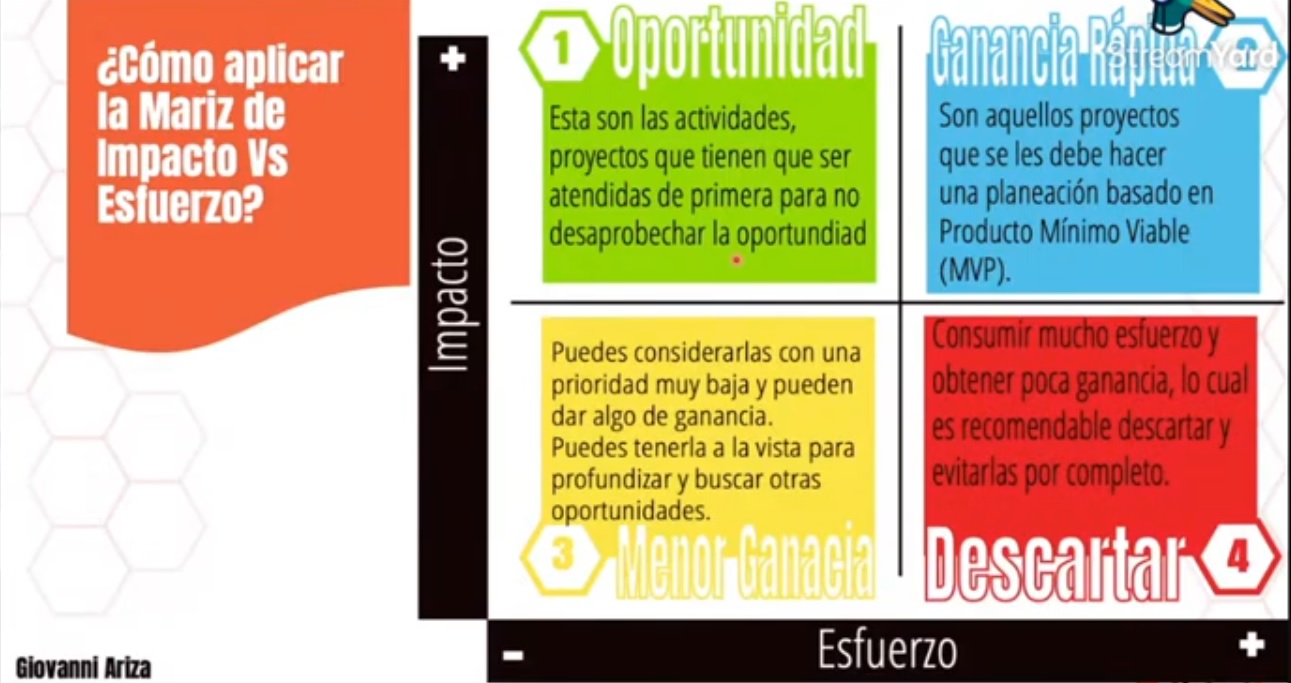 ¿Cómo aplicar
la Mariz de
Impacto Vs
Esfuerzo?
Giovanni Ariza
+
Impacto
1
Oportunidad
Esta son las actividades,
proyectos que tienen que ser
atendidas de primera para no
desaprobechar la oportundiad
Ganancia Rápida
2
StreamYard
Son aquellos proyectos
que se les debe hacer
una planeación basado en
Producto Mínimo Viable
(MVP).
Puedes considerarlas con una
prioridad muy baja y pueden
dar algo de ganancia.
Puedes tenerla a la vista para
profundizar y buscar otras
oportunidades.
3
Menor Ganacia
Consumir mucho esfuerzo y
obtener poca ganancia, lo cual
es recomendable descartar y
evitarlas por completo.
Descartar
4
- Esfuerzo +